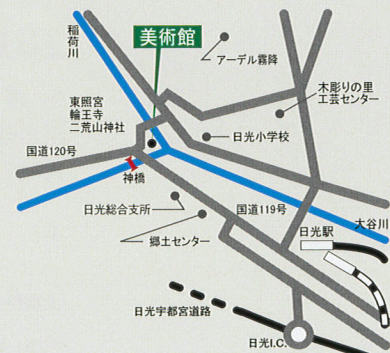 稲荷川
美術館
アーデル霧降
木彫りの里
工芸センター
東照宮
輪王寺
二荒山神社
日光小学校
国道120号
神橋
日光総合支所
国道119号
大谷川
郷土センター
日光駅
日光宇都宮道路
日光I.C.